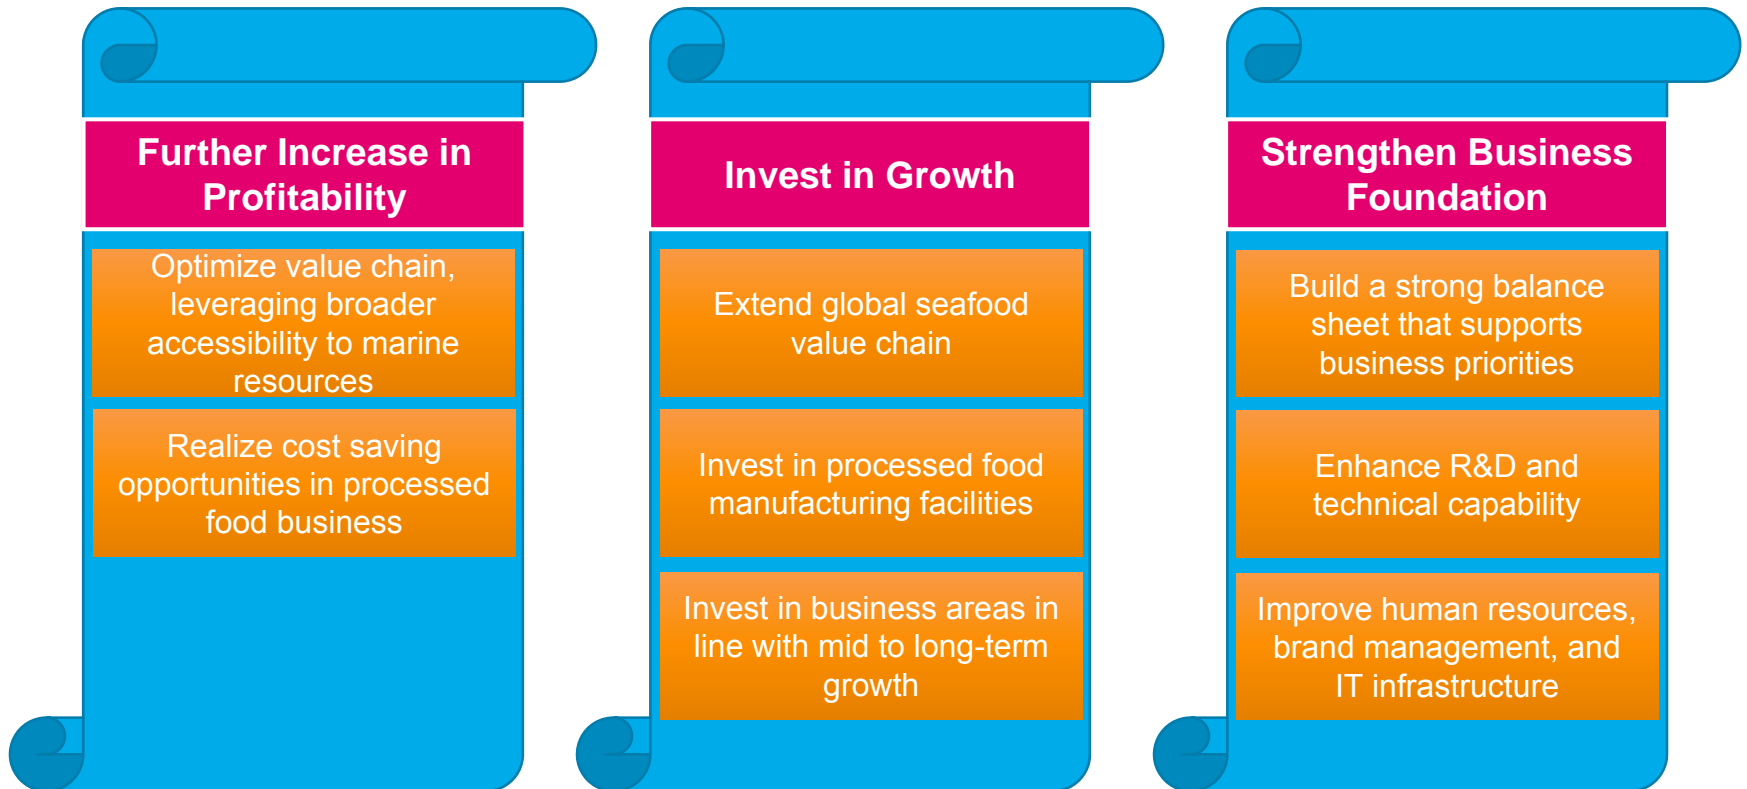 Further Increase in
Profitability
Optimize value chain,
leveraging broader
accessibility to marine
resources
Realize cost saving
opportunities in processed
food business
Invest in Growth
Extend global seafood
value chain
Invest in processed food
manufacturing facilities
Invest in business areas in
line with mid to long-term
growth
Strengthen Business
Foundation
Build a strong balance
sheet that supports
business priorities
Enhance R&D and
technical capability
Improve human resources,
brand management, and
IT infrastructure